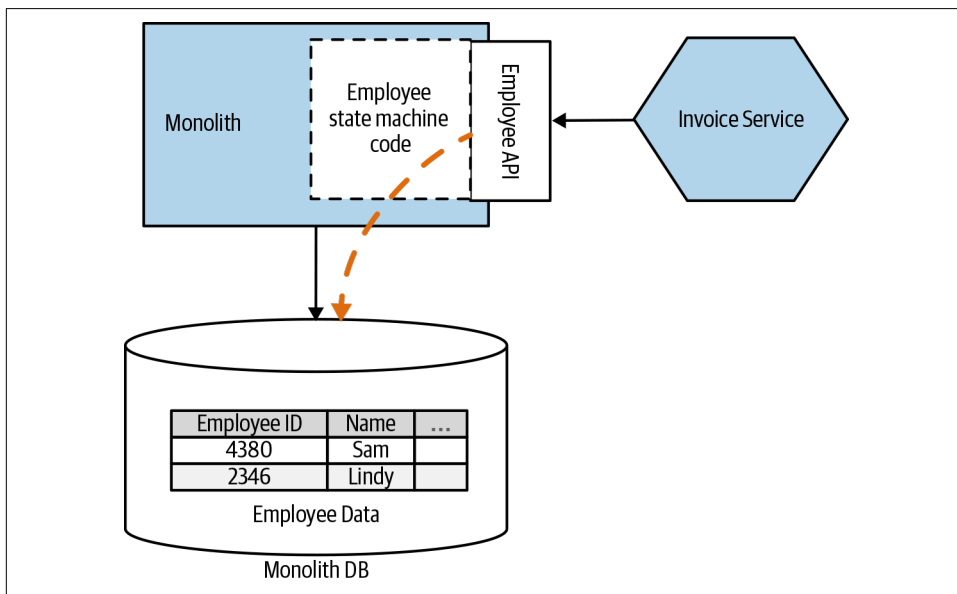 Monolith
Employee
state machine
code
Employee API
Invoice Service
Employee ID Name ...
4380 Sam
2346 Lindy
Employee Data
Monolith DB